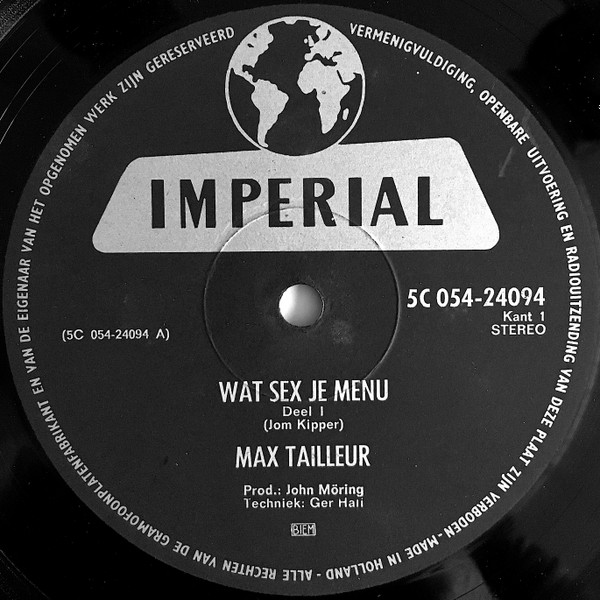 ALLE RECHTEN VAN DE GRAMOFOONPLATENFABRIKANT EN VAN DE EIGENAAR VAN HET OPGENOMEN WERK ZIJN GERESERVEERD
VERMENIGVULDIGING, OPENBARE UITVOERING EN RADIOUITZENDING VAN DEZE PLAAT ZIJN VERBODEN - MADE IN HOLLAND -
IMPERIAL
5C 054-24094
Kant 1
STEREO
(5C 054-24094 A)
WAT SEX JE MENU
Deel I
(Jom Kipper)
MAX TAILLEUR
Prod.: John Möring
Techniek: Ger Hali
BIEM